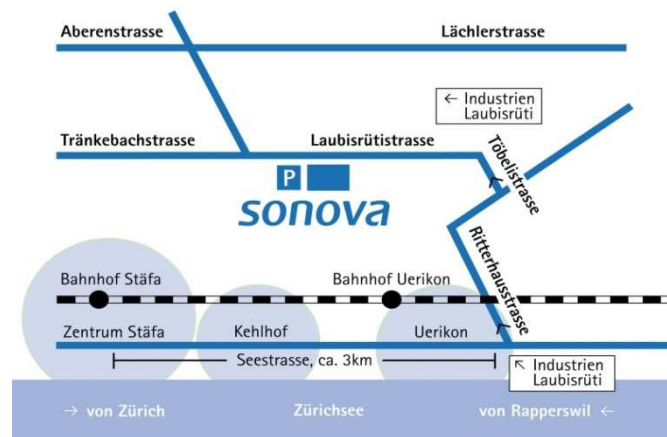 Aberenstrasse
Lächlerstrasse
← Industrien
Laubisrüti
Tränkebachstrasse
Laubisrütistrasse
Töbelistrasse
P
sonova
Ritterhausstrasse
Bahnhof Stäfa
Bahnhof Uerikon
Zentrum Stäfa
Kehlhof
Uerikon
Seestrasse, ca. 3km
↖ Industrien
Laubisrüti
→ von Zürich
Zürichsee
von Rapperswil ←